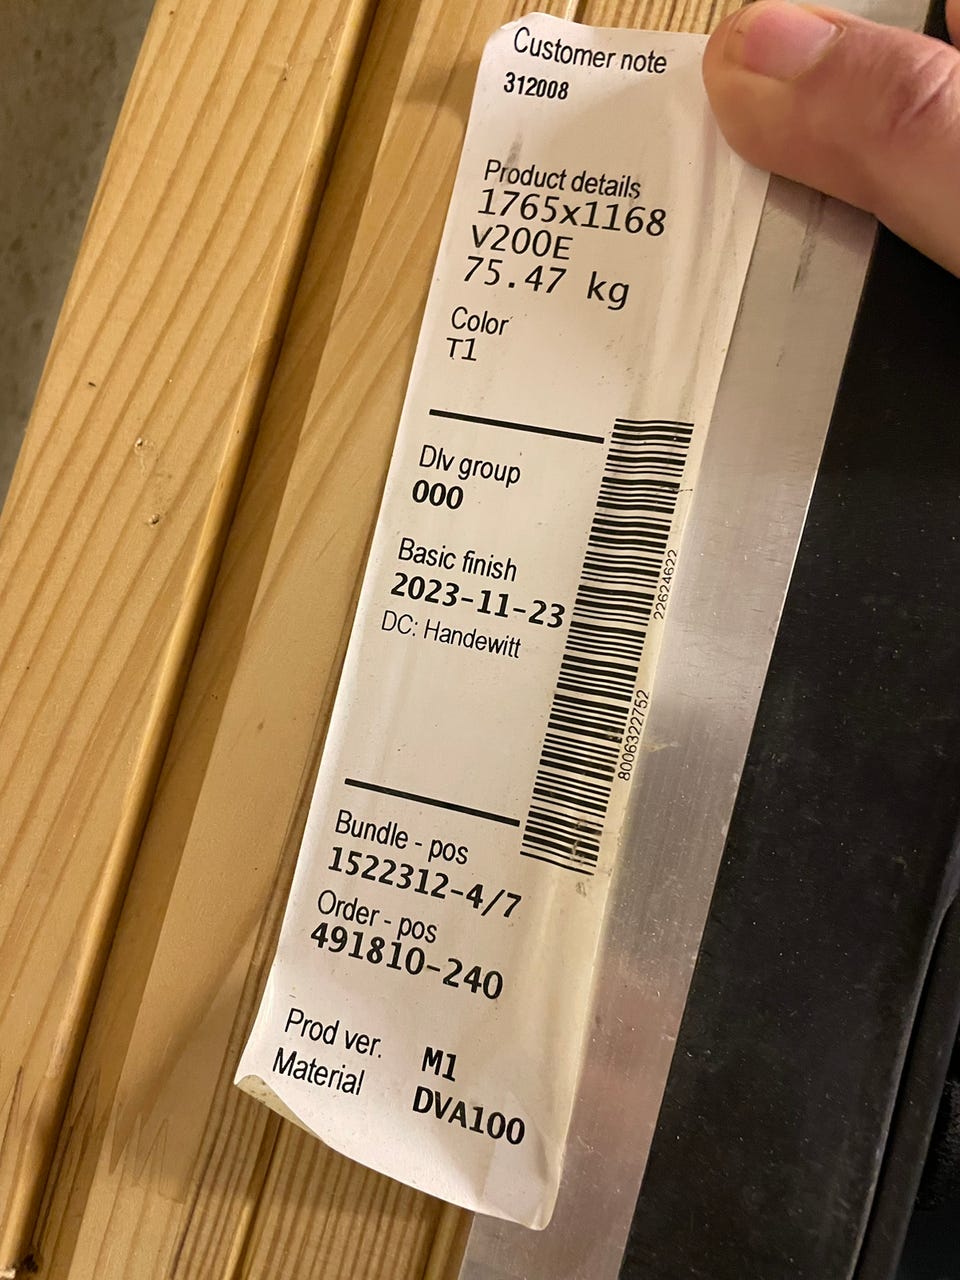 Customer note
312008
Product details
1765x1168
V200E
75.47 kg
Color
T1
Dlv group
000
Basic finish
2023-11-23
DC: Handewitt
22624622
8006322752
Bundle - pos
1522312-4/7
Order - pos
491810-240
Prod ver. M1
Material DVA100